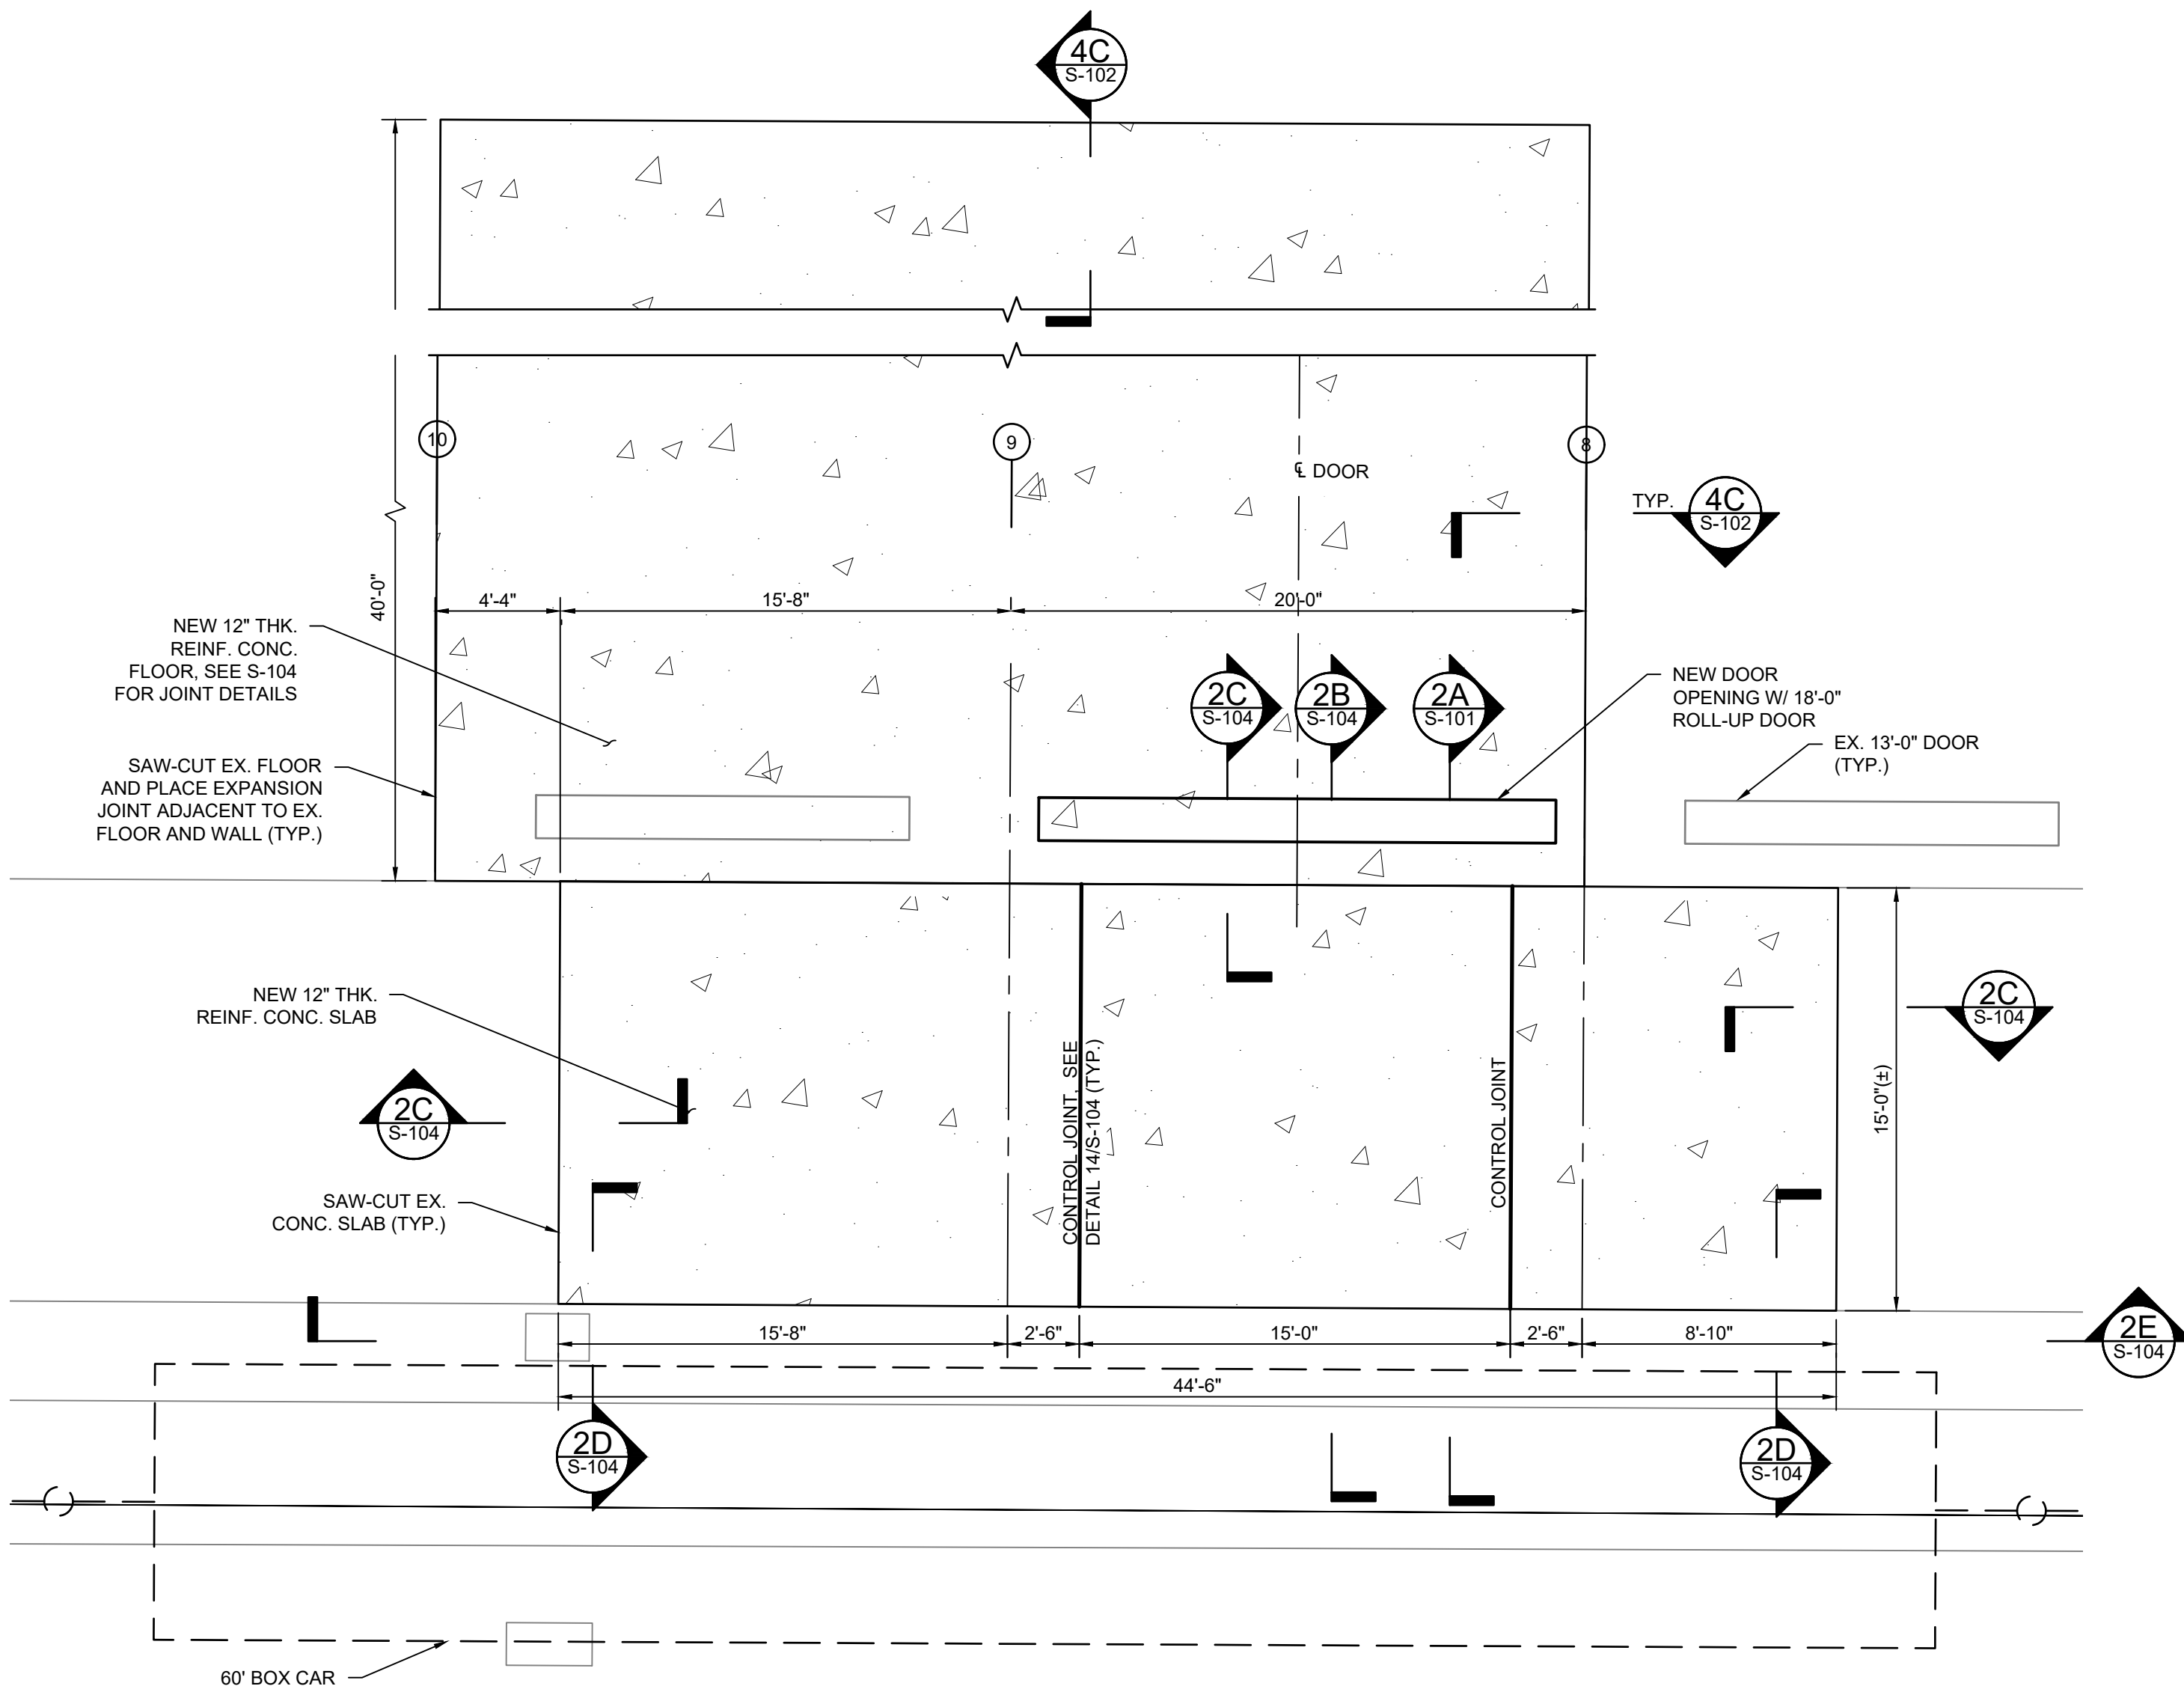 4C
S-102
10
9
8
℄ DOOR
TYP.
4C
S-102
40'-0"
4'-4"
15'-8"
20'-0"
NEW 12" THK.
REINF. CONC.
FLOOR, SEE S-104
FOR JOINT DETAILS
2C
S-104
2B
S-104
2A
S-101
NEW DOOR
OPENING W/ 18'-0"
ROLL-UP DOOR
EX. 13'-0" DOOR
(TYP.)
SAW-CUT EX. FLOOR
AND PLACE EXPANSION
JOINT ADJACENT TO EX.
FLOOR AND WALL (TYP.)
NEW 12" THK.
REINF. CONC. SLAB
2C
S-104
2C
S-104
CONTROL JOINT, SEE
DETAIL 14/S-104 (TYP.)
CONTROL JOINT
15'-0"(±)
SAW-CUT EX.
CONC. SLAB (TYP.)
15'-8"
2'-6"
15'-0"
2'-6"
8'-10"
2E
S-104
44'-6"
2D
S-104
2D
S-104
60' BOX CAR